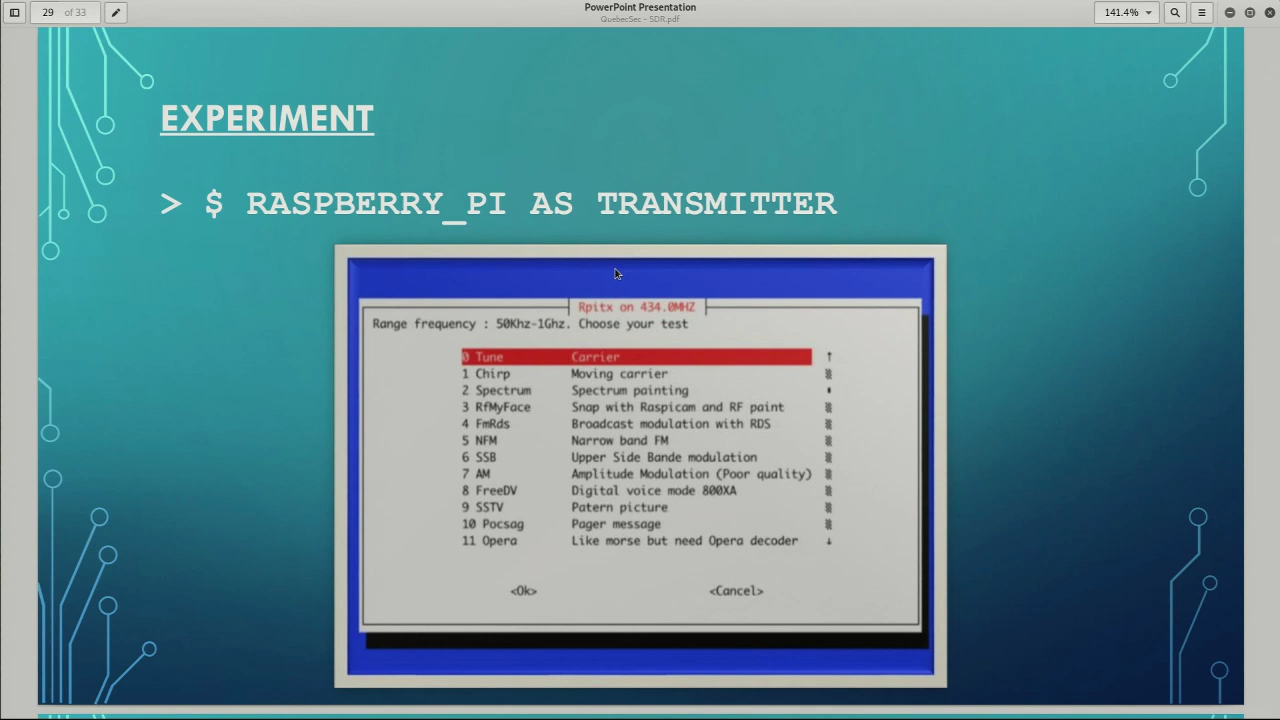 29 of 33
PowerPoint Presentation
QuebecSec - SDR.pdf
141.4%
EXPERIMENT
> $ RASPBERRY_PI AS TRANSMITTER
Rpitx on 434.0MHZ
Range frequency : 50Khz-1Ghz. Choose your test
0 Tune Carrier
1 Chirp Moving carrier
2 Spectrum Spectrum painting
3 RfMyFace Snap with Raspicam and RF paint
4 FmRds Broadcast modulation with RDS
5 NFM Narrow band FM
6 SSB Upper Side Bande modulation
7 AM Amplitude Modulation (Poor quality)
8 FreeDV Digital voice mode 800XA
9 SSTV Patern picture
10 Pocsag Pager message
11 Opera Like morse but need Opera decoder
<Ok> <Cancel>